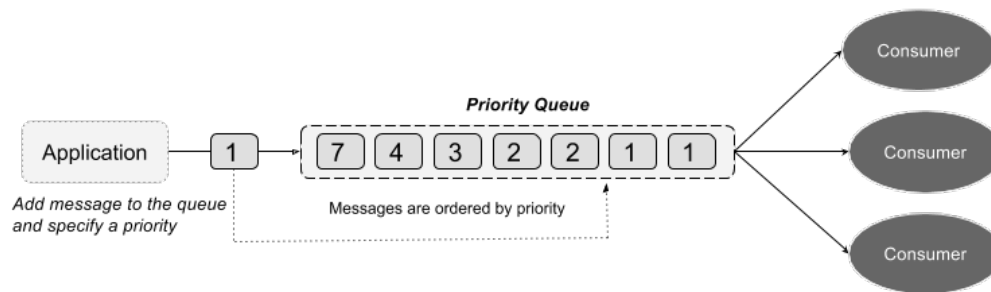 Consumer
Priority Queue
Application
1
7 4 3 2 2 1 1
Consumer
Add message to the queue
and specify a priority
Messages are ordered by priority
Consumer